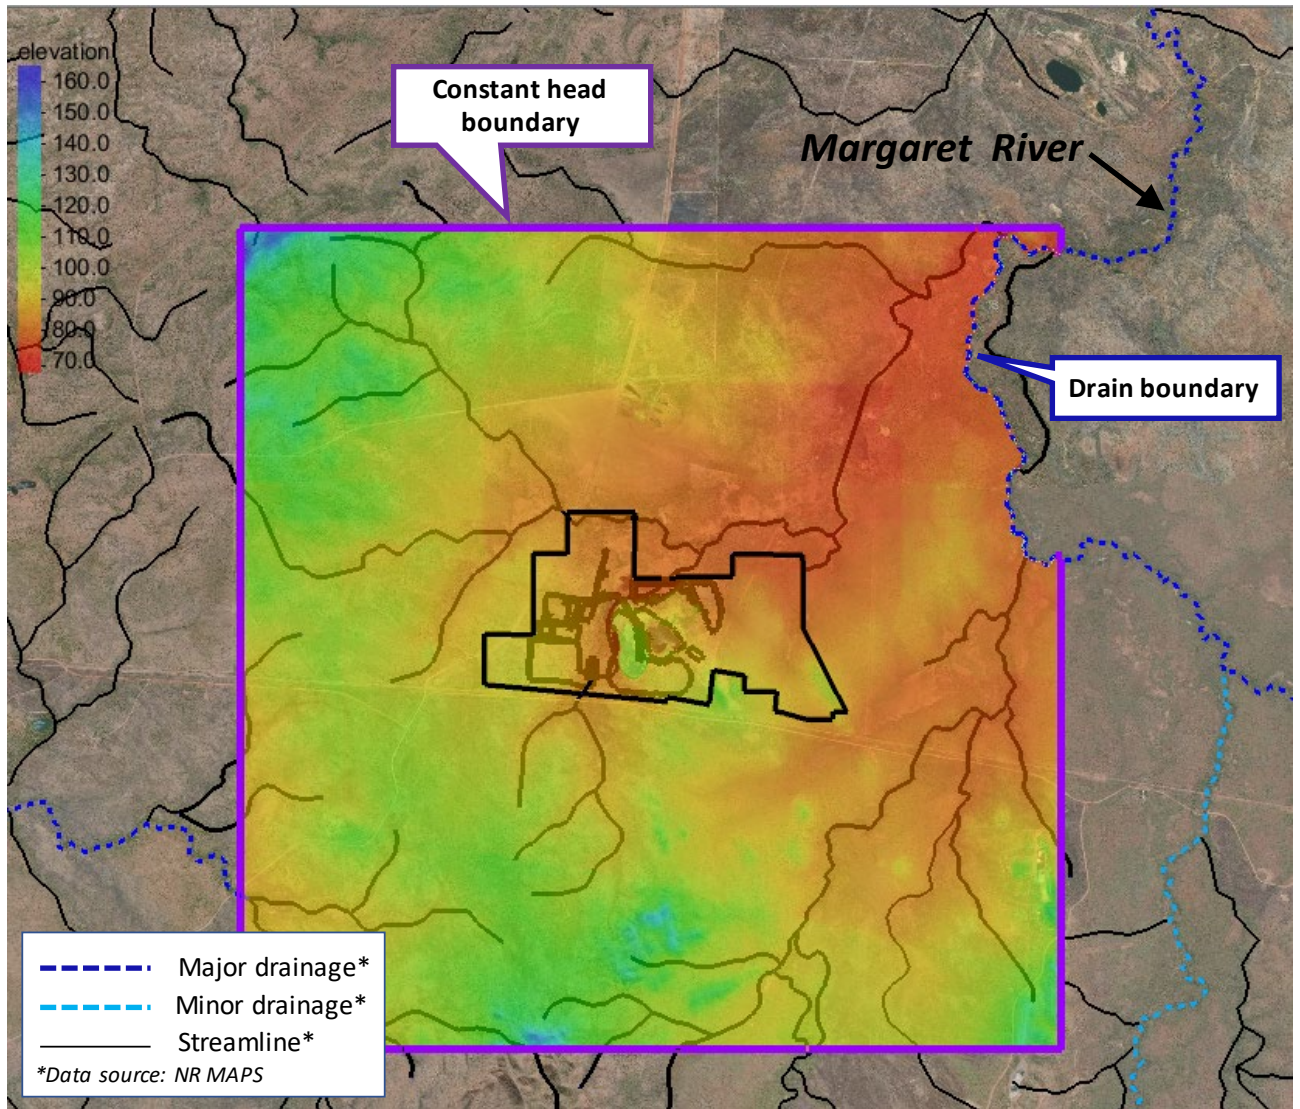 elevation
160.0
150.0
140.0
130.0
120.0
110.0
100.0
90.0
80.0
70.0
Constant head
boundary
Margaret River
Drain boundary
Major drainage*
Minor drainage*
Streamline*
*Data source: NR MAPS